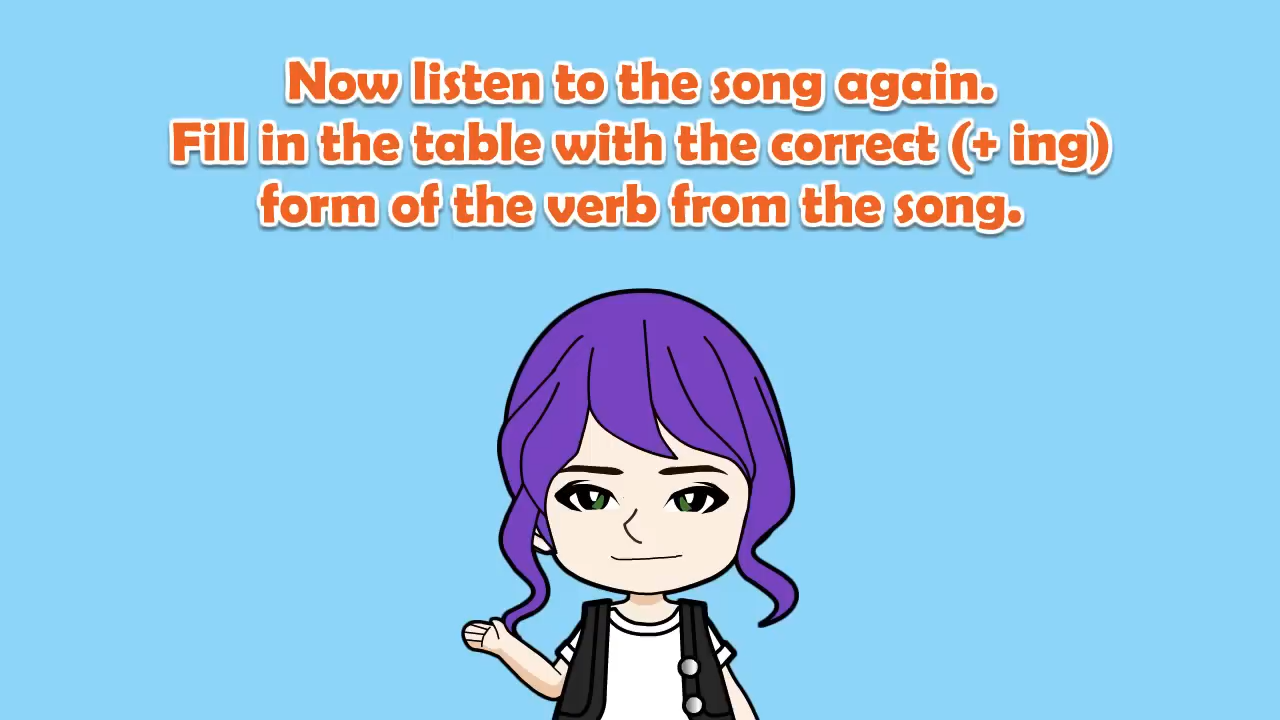 Now listen to the song again.
Fill in the table with the correct (+ ing)
form of the verb from the song.